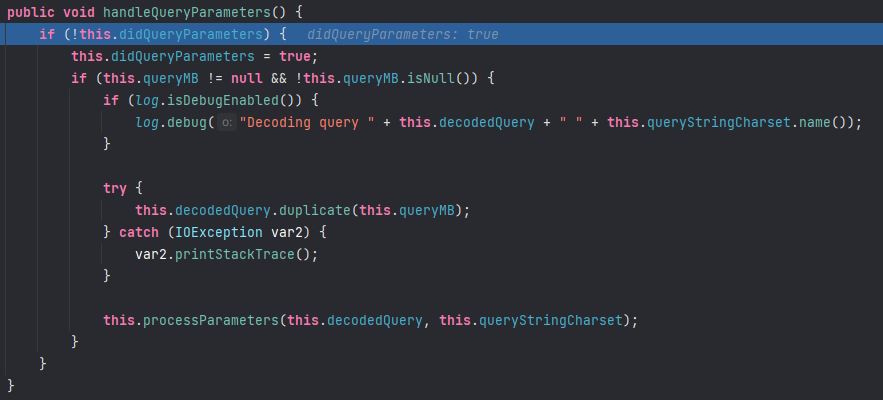 public void handleQueryParameters() {
    if (!this.didQueryParameters) {   didQueryParameters: true
        this.didQueryParameters = true;
        if (this.queryMB != null && !this.queryMB.isNull()) {
            if (log.isDebugEnabled()) {
                log.debug( o: "Decoding query " + this.decodedQuery + " " + this.queryStringCharset.name());
            }

            try {
                this.decodedQuery.duplicate(this.queryMB);
            } catch (IOException var2) {
                var2.printStackTrace();
            }

            this.processParameters(this.decodedQuery, this.queryStringCharset);
        }
    }
}